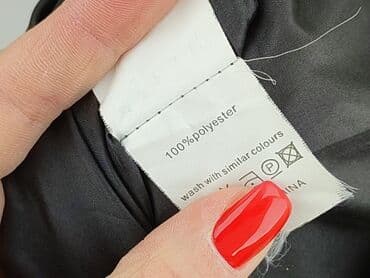 100%polyester
wash with similar colours
P